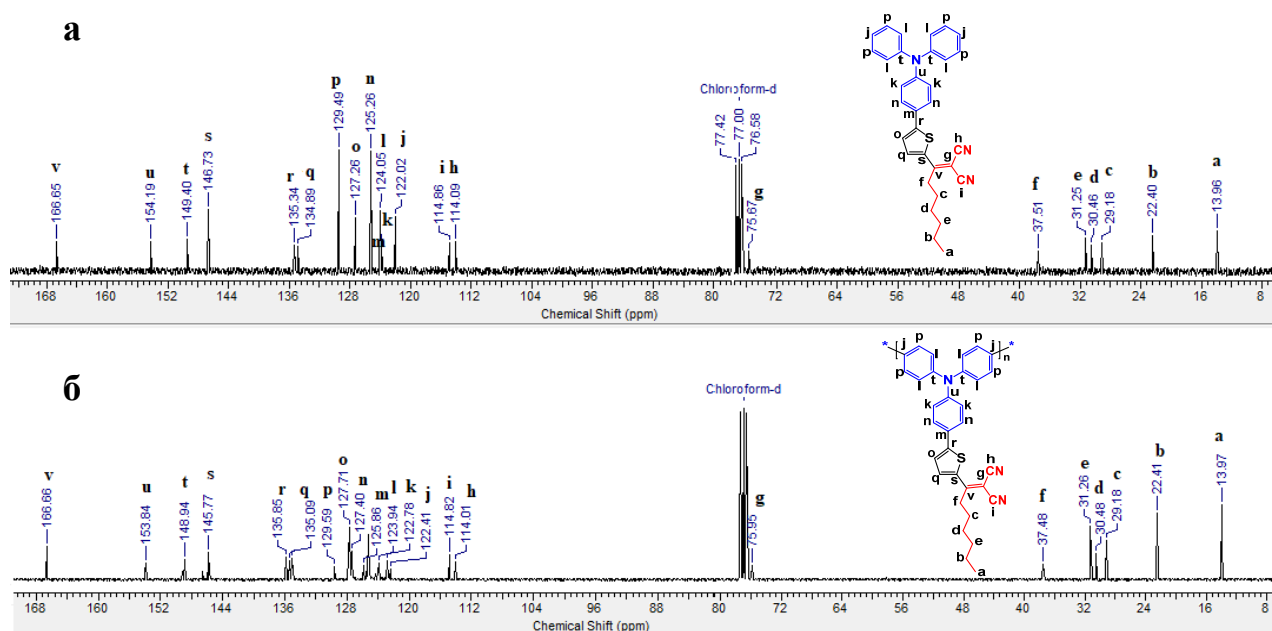 а
v 166.65
u 154.19
t 149.40
s 146.73
r 135.34
q 134.89
p 129.49
o 127.26
n 125.26
m
l 124.05
k
j 122.02
i 114.86
h 114.09
Chloroform-d
77.42
77.00
76.58
g 75.67
f 37.51
e 31.25
d 30.46
c 29.18
b 22.40
a 13.96
p p
j l l j
p t N t p
l u l
k k
n n
m r
o S h
q s g CN
v CN
f i
c
d
e
b
a
168 160 152 144 136 128 120 112 104 96 88 80 72 64 56 48 40 32 24 16 8
Chemical Shift (ppm)
б
v 166.66
u 153.84
t 148.94
s 145.77
r 135.85
q 135.09
p 129.59
o 127.71
n 127.40
m 125.86
l 123.94
k 122.78
j 122.41
i 114.82
h 114.01
Chloroform-d
g 75.95
f 37.48
e 31.26
d 30.48
c 29.18
b 22.41
a 13.97
* p p *
j l l j n
p t N t p
l u l
k k
n n
m r
o S h
q s g CN
v CN
f i
c
d
e
b
a
168 160 152 144 136 128 120 112 104 96 88 80 72 64 56 48 40 32 24 16 8
Chemical Shift (ppm)